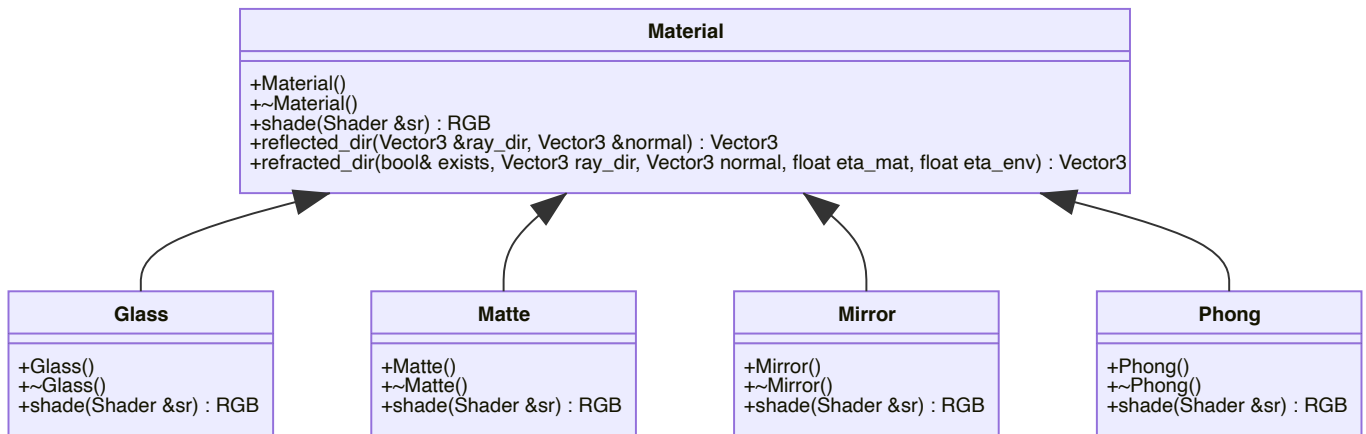 Material
+Material()
+~Material()
+shade(Shader &sr) : RGB
+reflected_dir(Vector3 &ray_dir, Vector3 &normal) : Vector3
+refracted_dir(bool& exists, Vector3 ray_dir, Vector3 normal, float eta_mat, float eta_env) : Vector3
Glass
+Glass()
+~Glass()
+shade(Shader &sr) : RGB
Matte
+Matte()
+~Matte()
+shade(Shader &sr) : RGB
Mirror
+Mirror()
+~Mirror()
+shade(Shader &sr) : RGB
Phong
+Phong()
+~Phong()
+shade(Shader &sr) : RGB